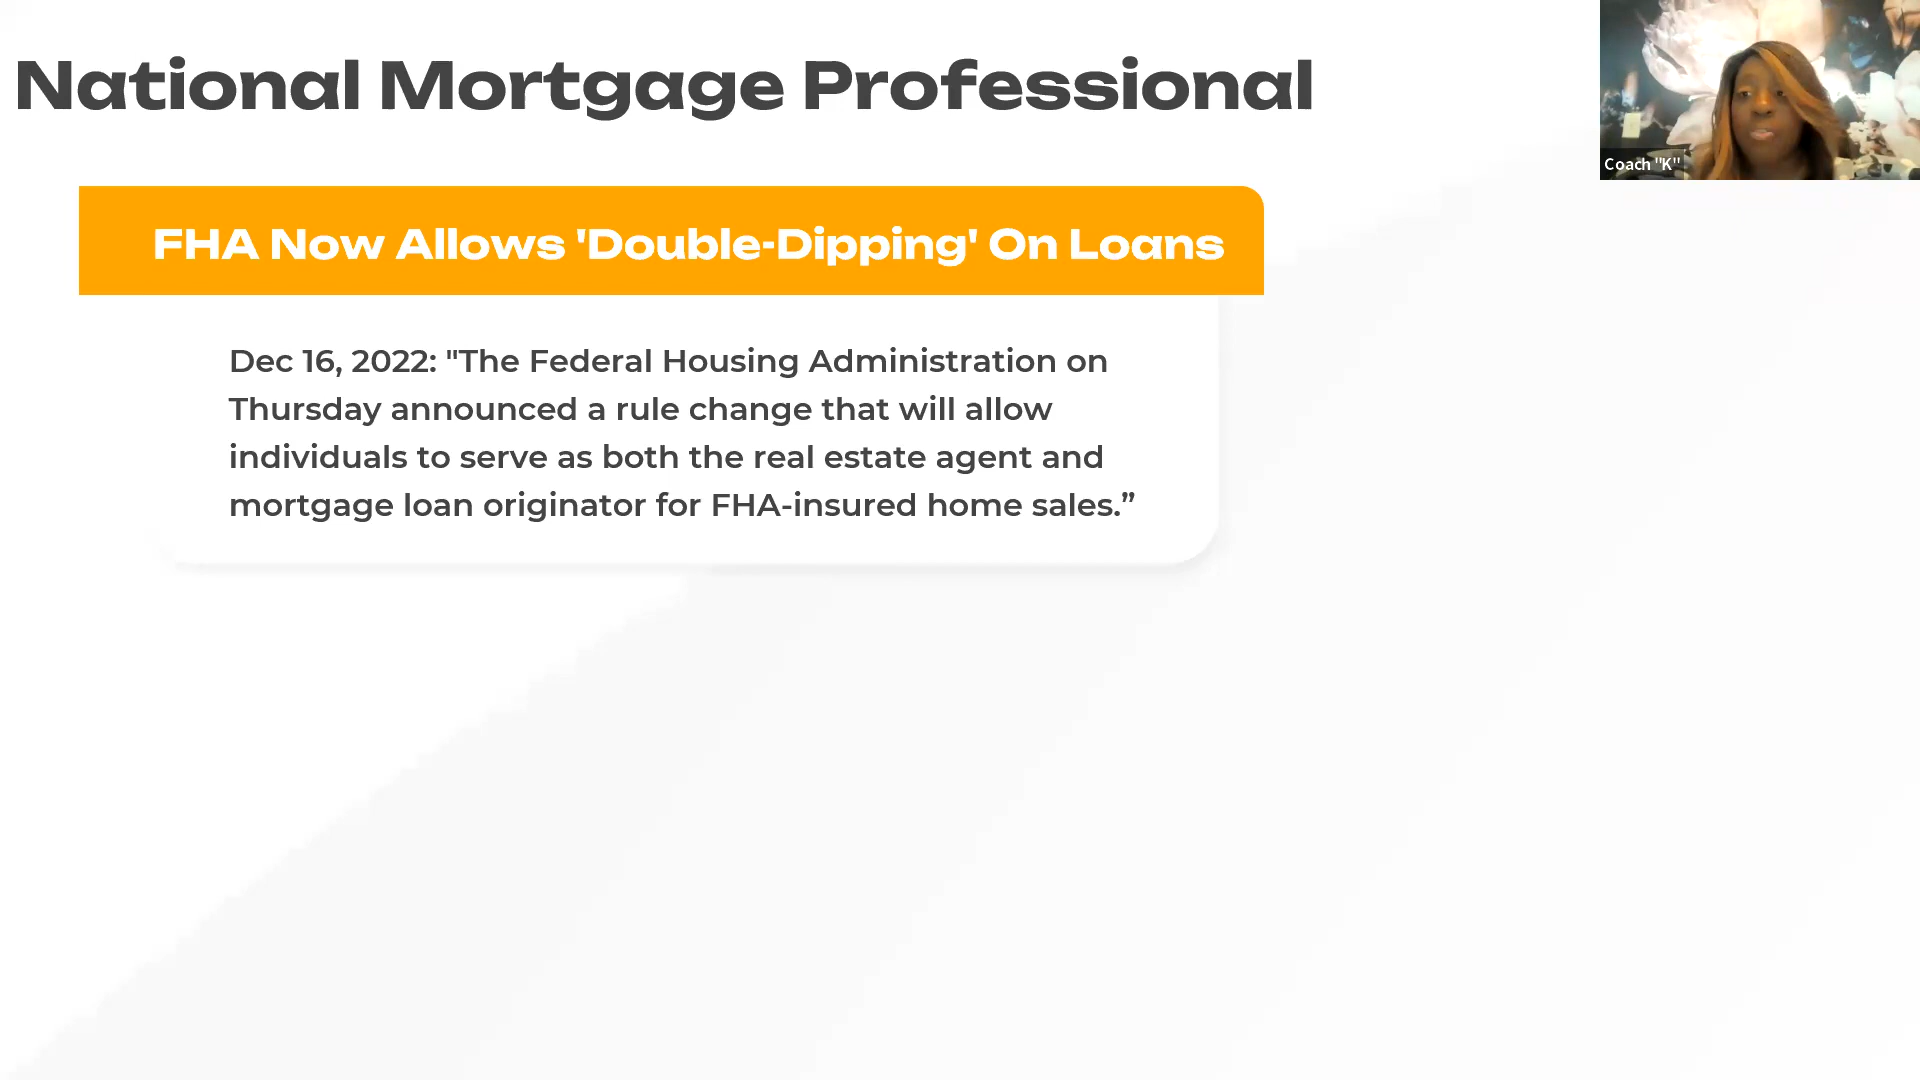 National Mortgage Professional
Coach "K"
FHA Now Allows 'Double-Dipping' On Loans
Dec 16, 2022: "The Federal Housing Administration on
Thursday announced a rule change that will allow
individuals to serve as both the real estate agent and
mortgage loan originator for FHA-insured home sales.”